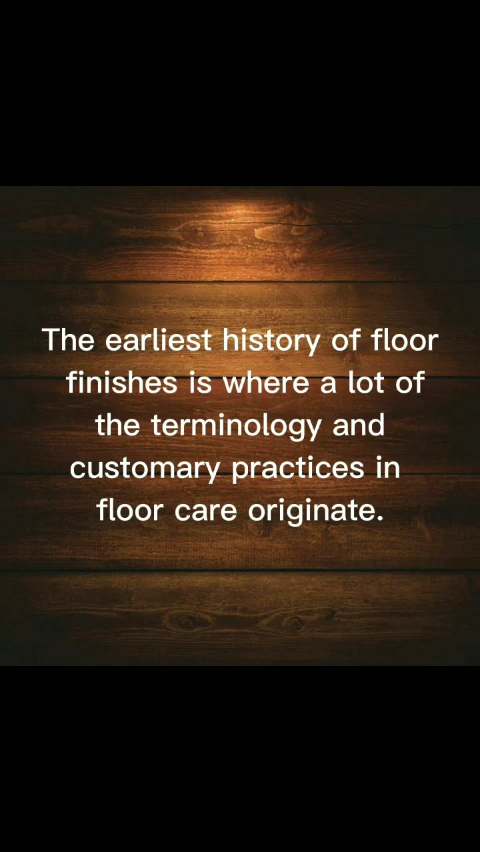 The earliest history of floor
finishes is where a lot of
the terminology and
customary practices in
floor care originate.